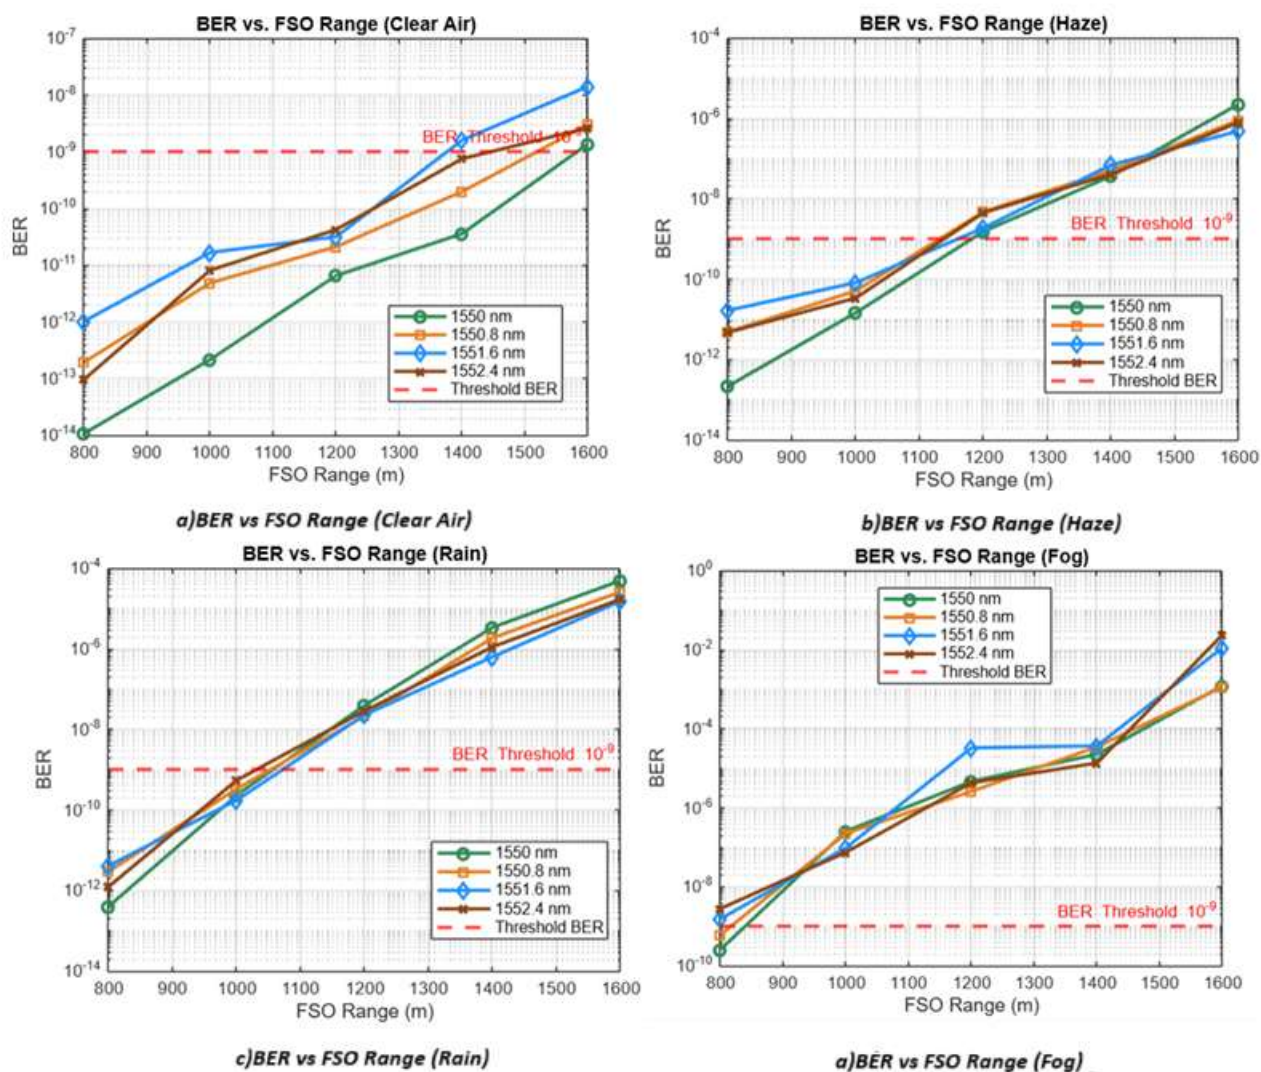 BER vs. FSO Range (Clear Air)
10^-7
10^-8
10^-9
10^-10
10^-11
10^-12
10^-13
10^-14
BER
BER Threshold 10^-9
1550 nm
1550.8 nm
1551.6 nm
1552.4 nm
Threshold BER
800 900 1000 1100 1200 1300 1400 1500 1600
FSO Range (m)
a)BER vs FSO Range (Clear Air)
BER vs. FSO Range (Haze)
10^-4
10^-6
10^-8
10^-10
10^-12
10^-14
BER
BER Threshold 10^-9
1550 nm
1550.8 nm
1551.6 nm
1552.4 nm
Threshold BER
800 900 1000 1100 1200 1300 1400 1500 1600
FSO Range (m)
b)BER vs FSO Range (Haze)
BER vs. FSO Range (Rain)
10^-4
10^-6
10^-8
10^-10
10^-12
10^-14
BER
BER Threshold 10^-9
1550 nm
1550.8 nm
1551.6 nm
1552.4 nm
Threshold BER
800 900 1000 1100 1200 1300 1400 1500 1600
FSO Range (m)
c)BER vs FSO Range (Rain)
BER vs. FSO Range (Fog)
10^0
10^-2
10^-4
10^-6
10^-8
10^-10
BER
1550 nm
1550.8 nm
1551.6 nm
1552.4 nm
Threshold BER
BER Threshold 10^-9
800 900 1000 1100 1200 1300 1400 1500 1600
FSO Range (m)
a)BER vs FSO Range (Fog)